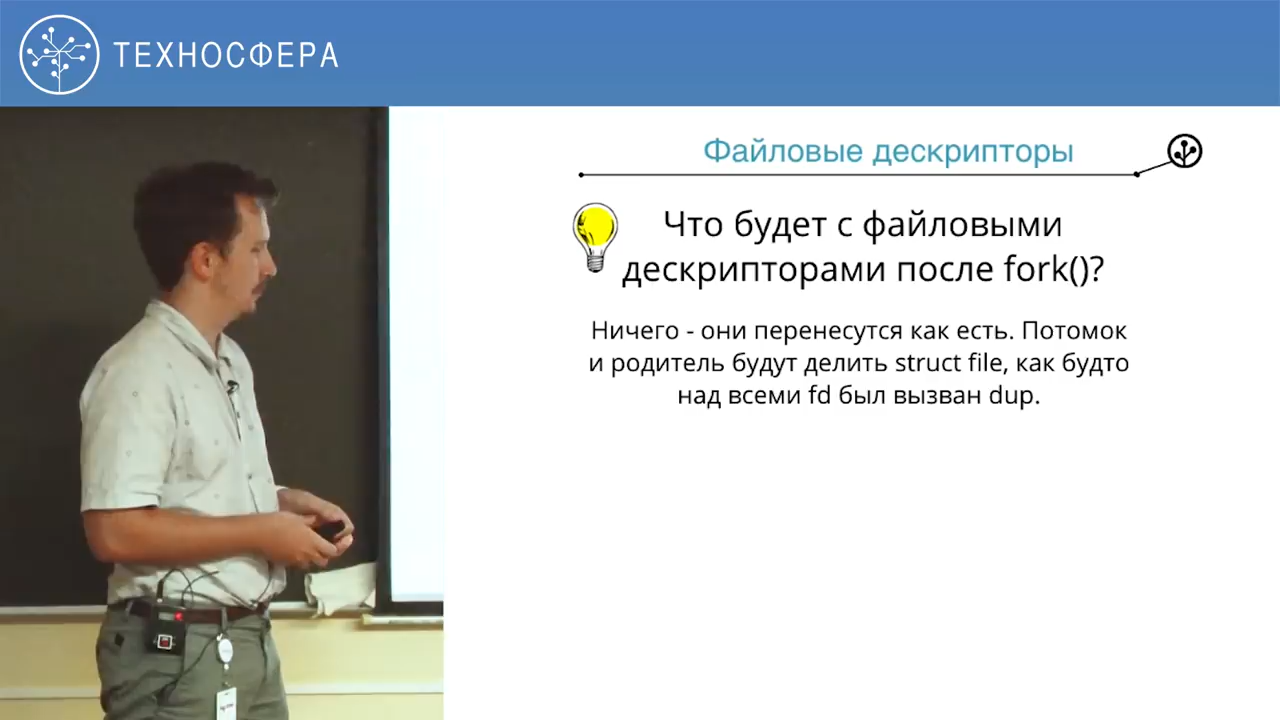 ТЕХНОСФЕРА
Файловые дескрипторы
Что будет с файловыми
дескрипторами после fork()?
Ничего - они перенесутся как есть. Потомок
и родитель будут делить struct file, как будто
над всеми fd был вызван dup.